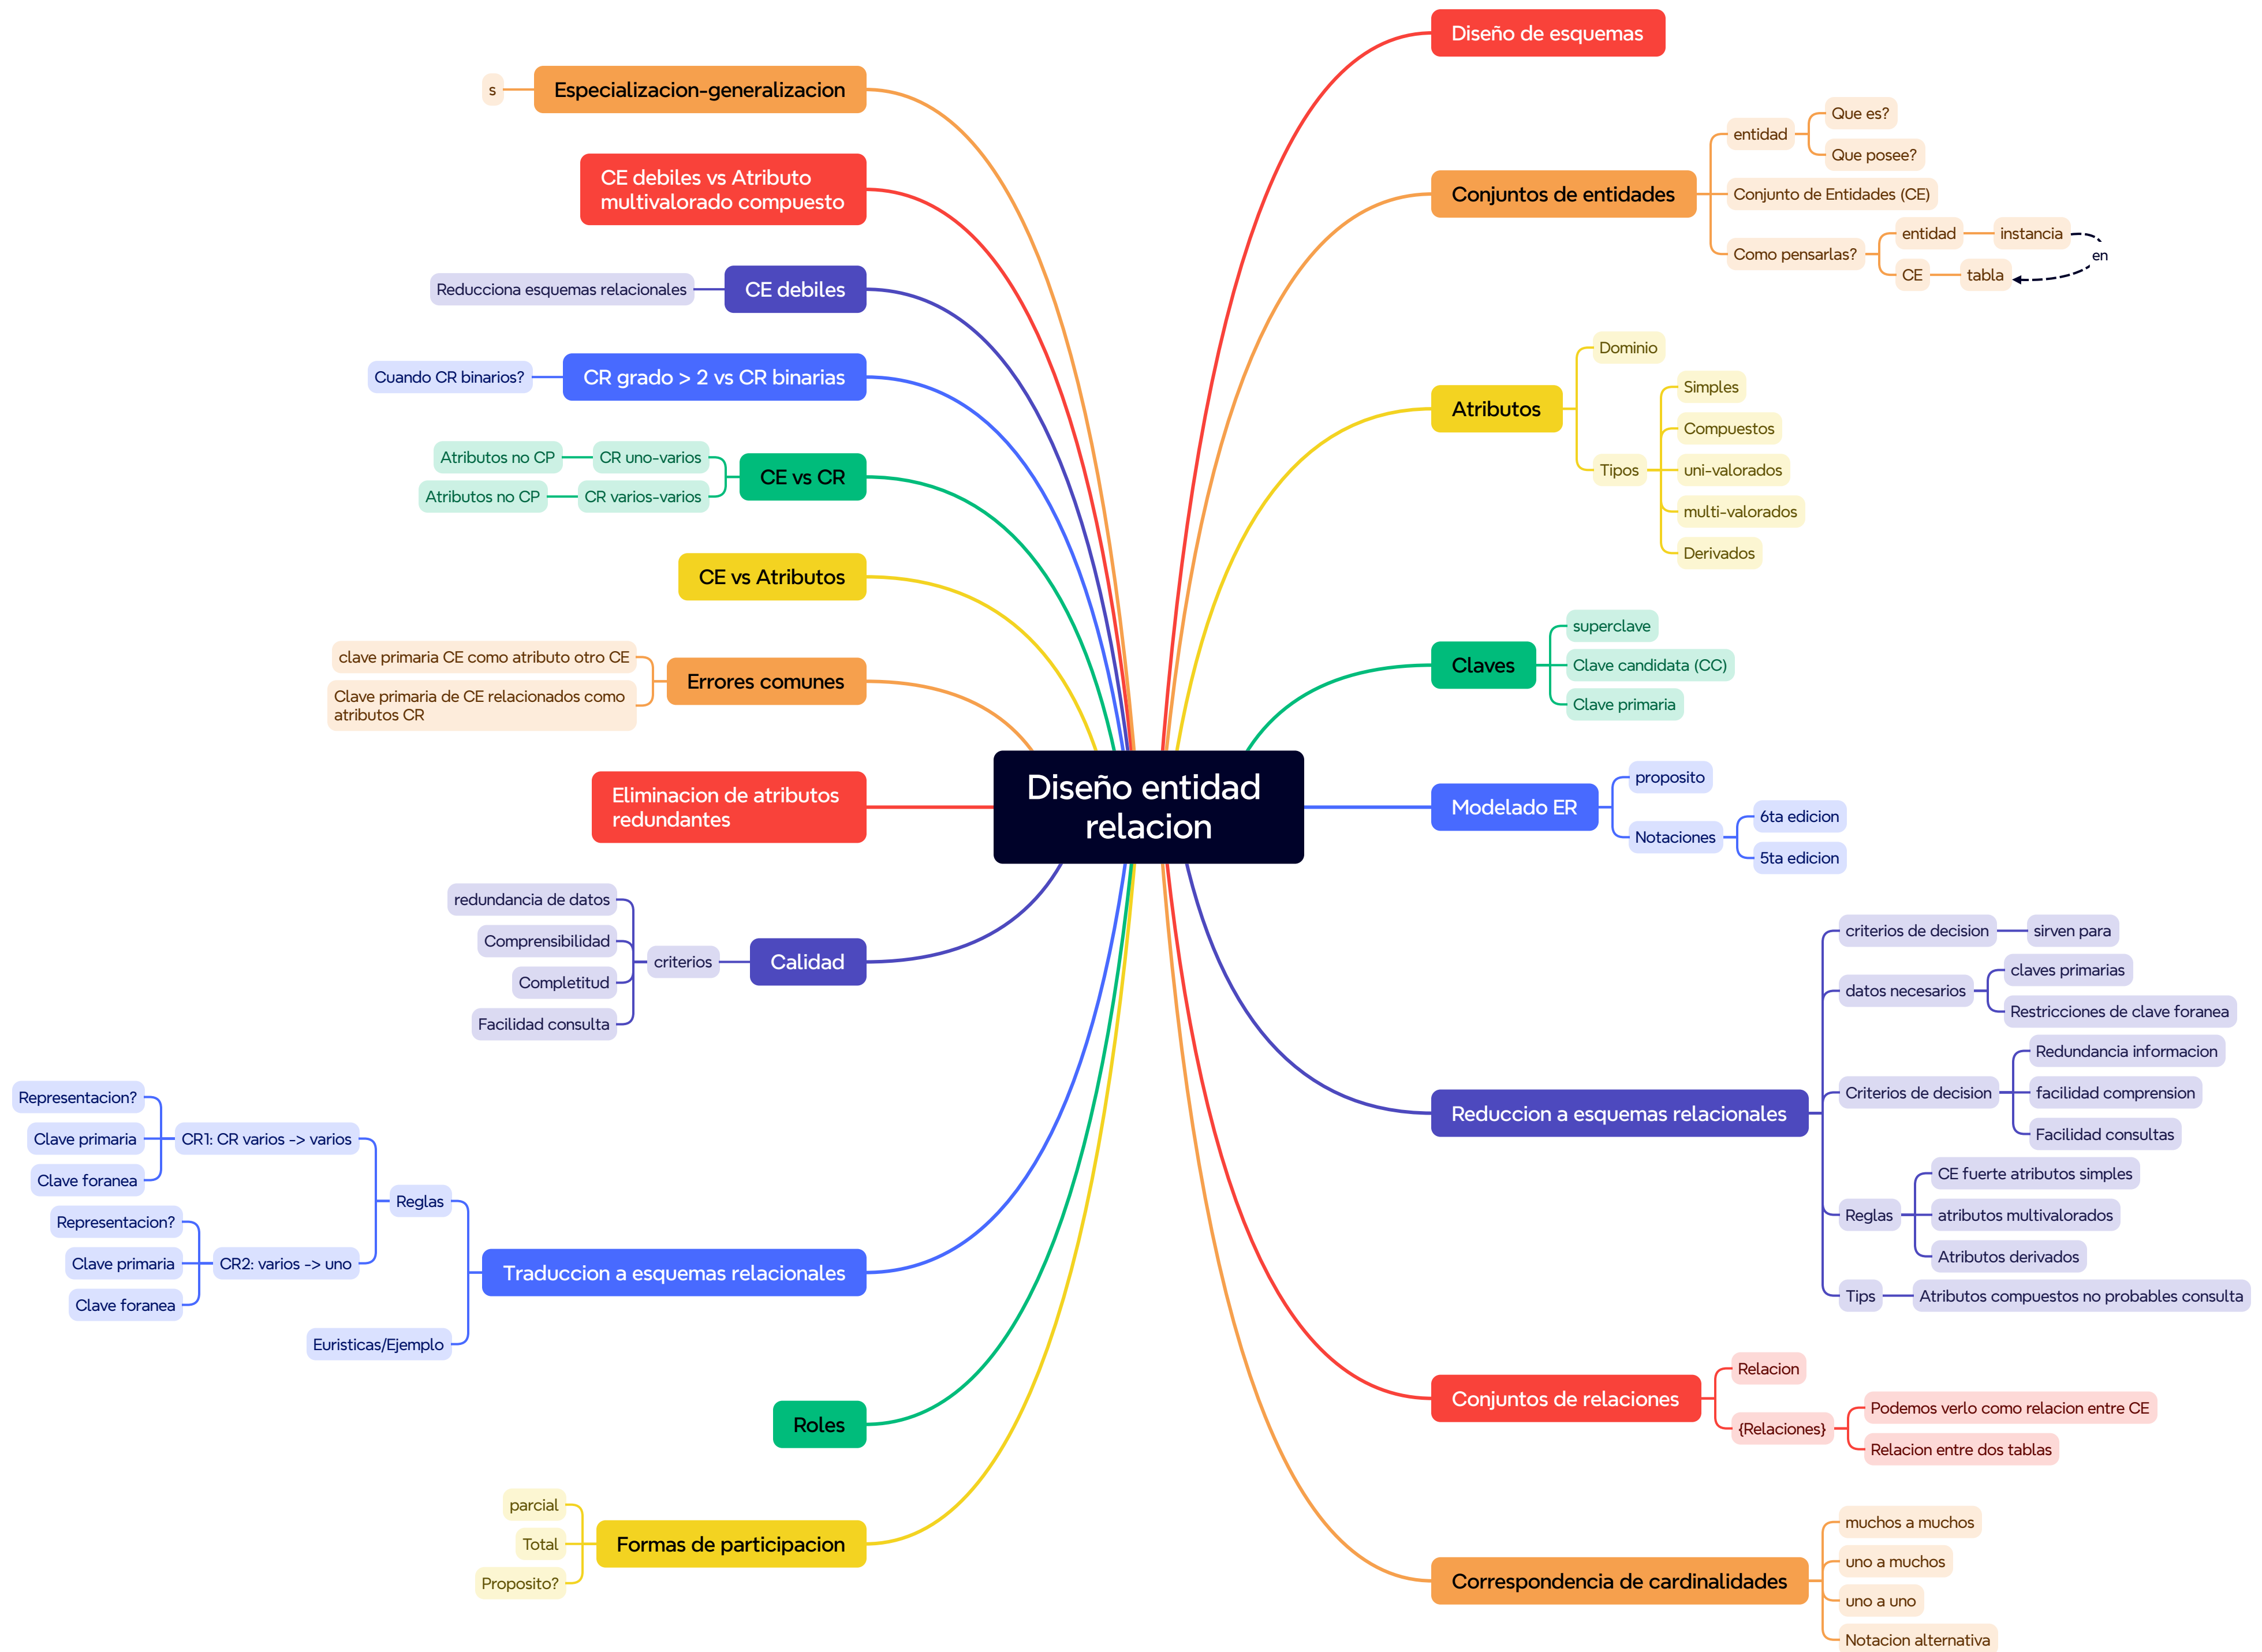 Diseño entidad
relacion
Diseño de esquemas
Conjuntos de entidades
entidad
Que es?
Que posee?
Conjunto de Entidades (CE)
Como pensarlas?
entidad
instancia
en
CE
tabla
Atributos
Dominio
Tipos
Simples
Compuestos
uni-valorados
multi-valorados
Derivados
Claves
superclave
Clave candidata (CC)
Clave primaria
Modelado ER
proposito
Notaciones
6ta edicion
5ta edicion
Reduccion a esquemas relacionales
criterios de decision
sirven para
datos necesarios
claves primarias
Restricciones de clave foranea
Criterios de decision
Redundancia informacion
facilidad comprension
Facilidad consultas
Reglas
CE fuerte atributos simples
atributos multivalorados
Atributos derivados
Tips
Atributos compuestos no probables consulta
Conjuntos de relaciones
Relacion
{Relaciones}
Podemos verlo como relacion entre CE
Relacion entre dos tablas
Correspondencia de cardinalidades
muchos a muchos
uno a muchos
uno a uno
Notacion alternativa
Especializacion-generalizacion
s
CE debiles vs Atributo
multivalorado compuesto
CE debiles
Reducciona esquemas relacionales
CR grado > 2 vs CR binarias
Cuando CR binarios?
CE vs CR
CR uno-varios
Atributos no CP
CR varios-varios
Atributos no CP
CE vs Atributos
Errores comunes
clave primaria CE como atributo otro CE
Clave primaria de CE relacionados como
atributos CR
Eliminacion de atributos
redundantes
Calidad
criterios
redundancia de datos
Comprensibilidad
Completitud
Facilidad consulta
Traduccion a esquemas relacionales
Reglas
CR1: CR varios -> varios
Representacion?
Clave primaria
Clave foranea
CR2: varios -> uno
Representacion?
Clave primaria
Clave foranea
Euristicas/Ejemplo
Roles
Formas de participacion
parcial
Total
Proposito?